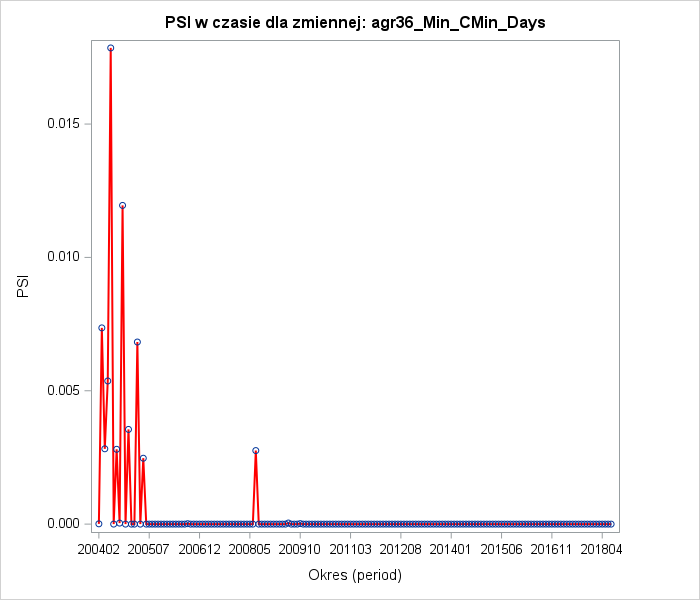 PSI w czasie dla zmiennej: agr36_Min_CMin_Days
0.015
0.010
0.005
0.000
PSI
200402 200507 200612 200805 200910 201103 201208 201401 201506 201611 201804
Okres (period)